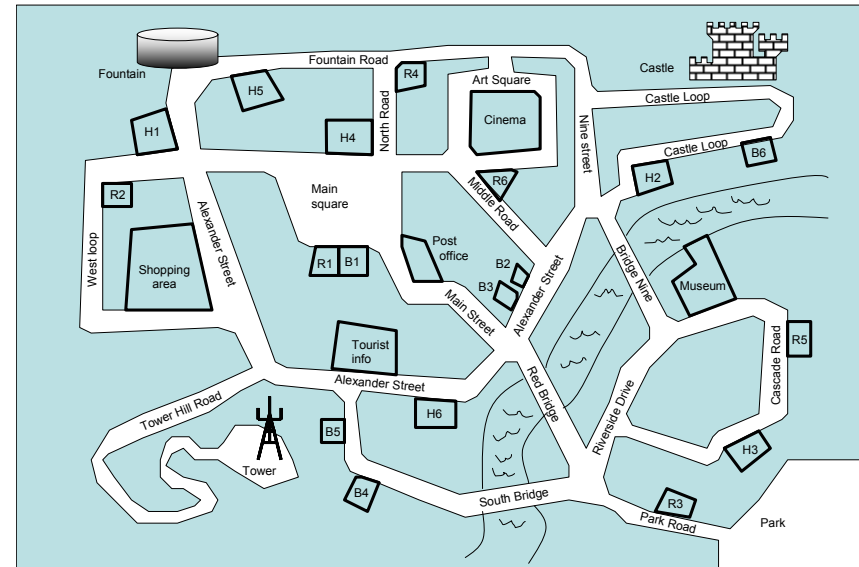 Fountain
Fountain Road
Castle
H5
R4
Art Square
Castle Loop
H1
H4
North Road
Cinema
Nine street
Castle Loop
B6
R2
R6
H2
Main
square
Middle Road
West loop
Alexander Street
Shopping
area
R1
B1
Post
office
B2
B3
Alexander Street
Bridge Nine
Museum
Main Street
Tourist
info
R5
Cascade Road
Alexander Street
Red Bridge
Riverside Drive
Tower Hill Road
H6
B5
H3
Tower
B4
South Bridge
R3
Park Road
Park